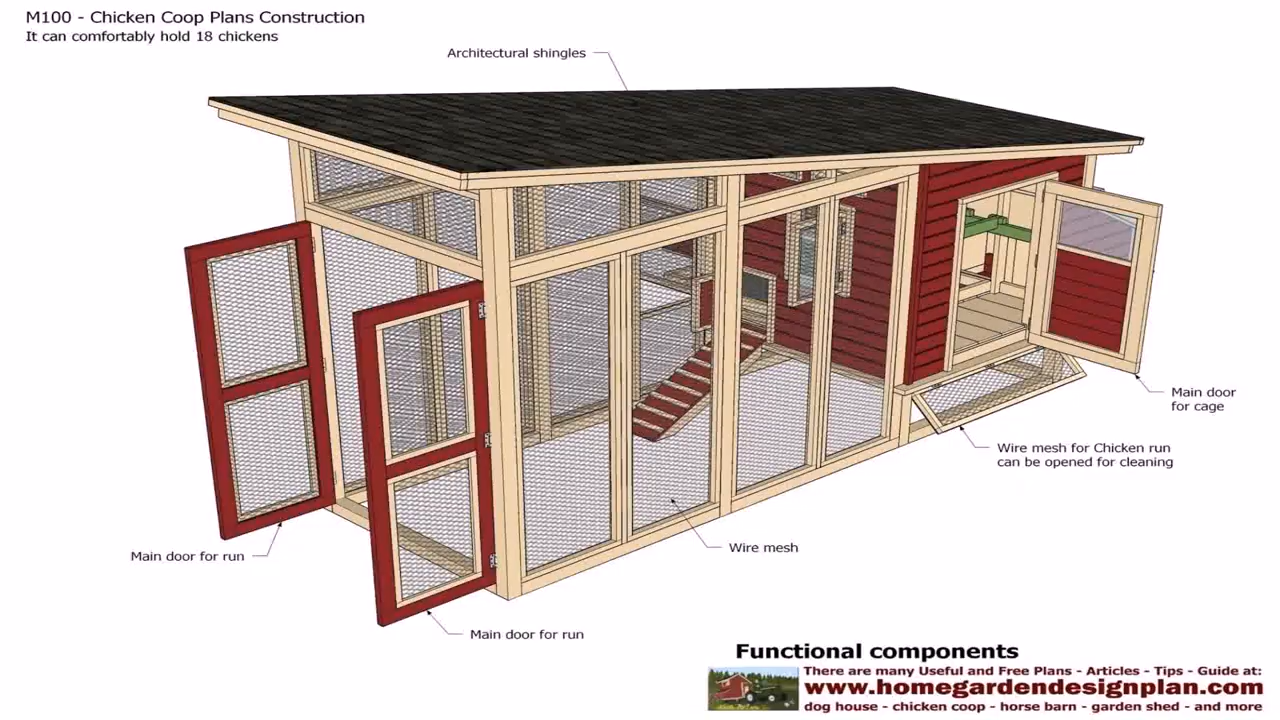 M100 - Chicken Coop Plans Construction
It can comfortably hold 18 chickens
Architectural shingles
Main door
for cage
Wire mesh for Chicken run
can be opened for cleaning
Wire mesh
Main door for run
Main door for run
Functional components
There are many Useful and Free Plans - Articles - Tips - Guide at:
www.homegardendesignplan.com
dog house - chicken coop - horse barn - garden shed - and more